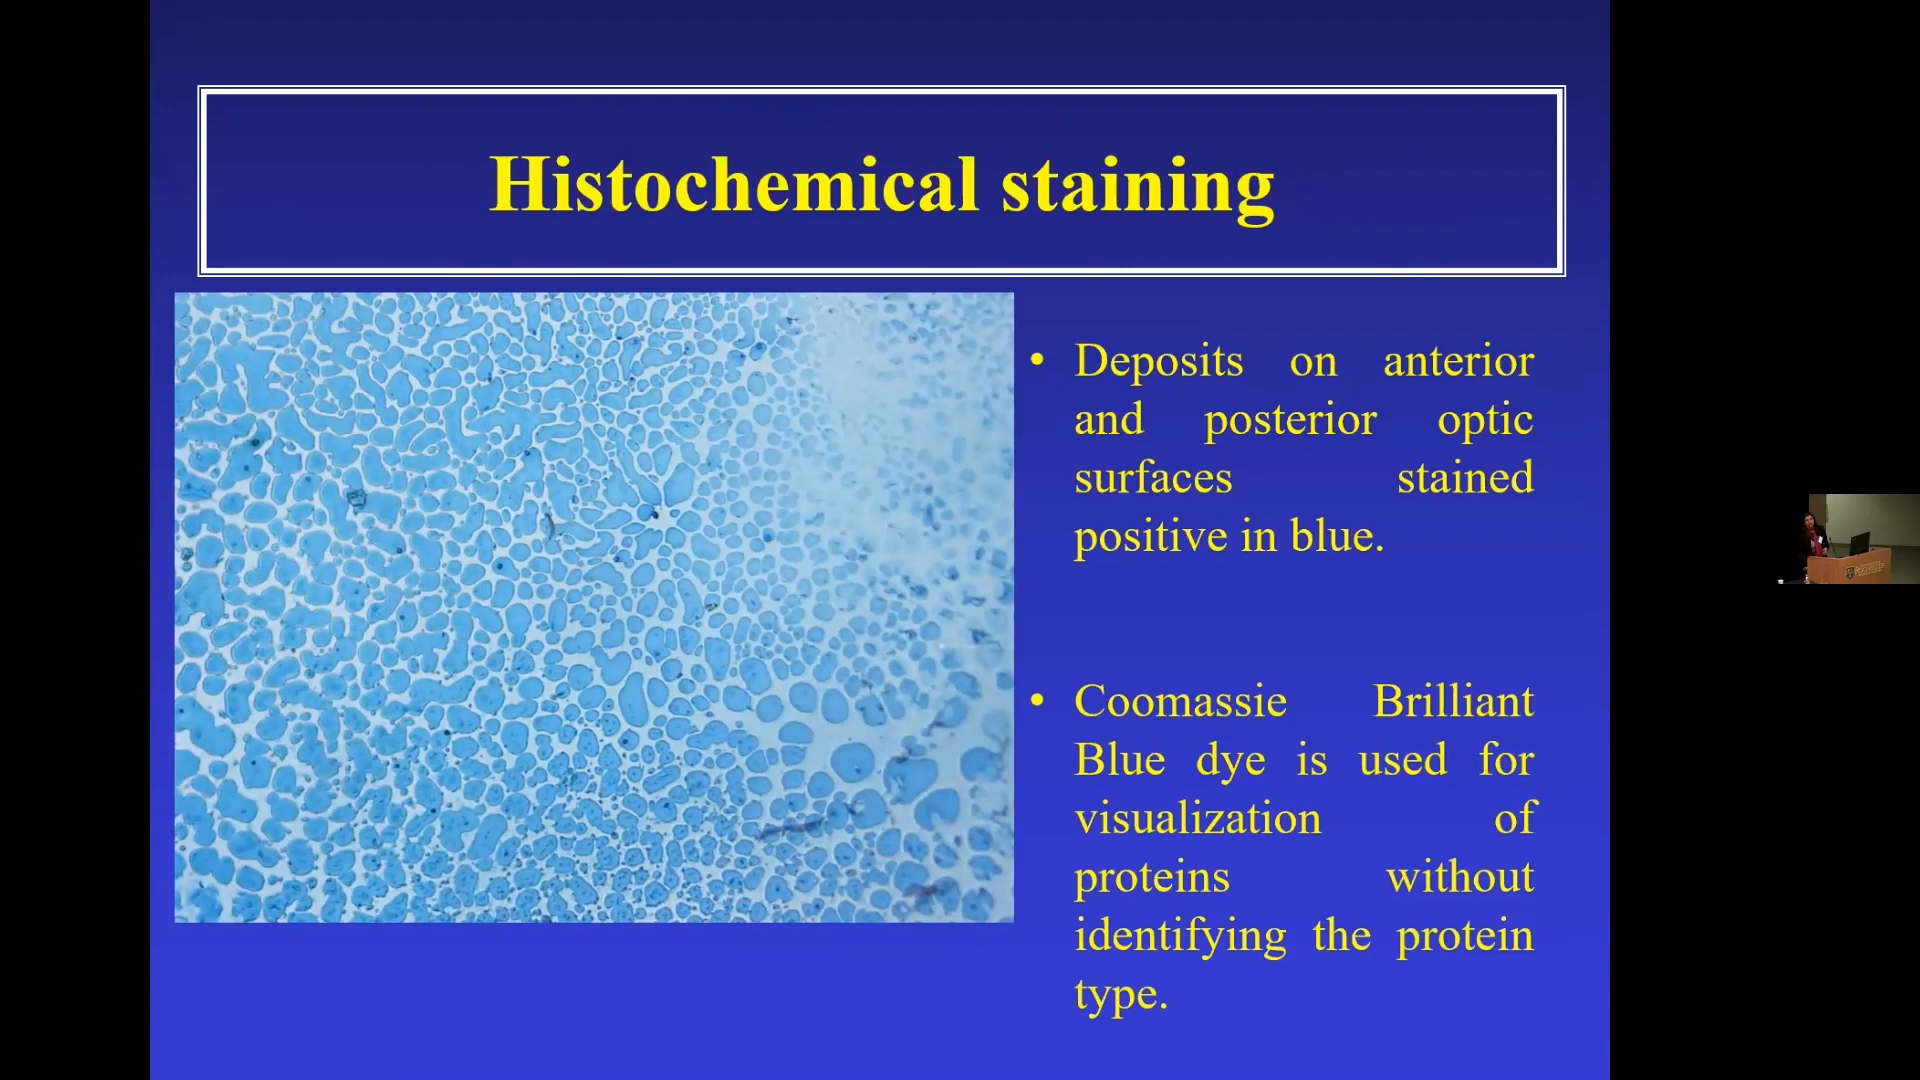 Histochemical staining
• Deposits on anterior
and posterior optic
surfaces stained
positive in blue.
• Coomassie Brilliant
Blue dye is used for
visualization of
proteins without
identifying the protein
type.